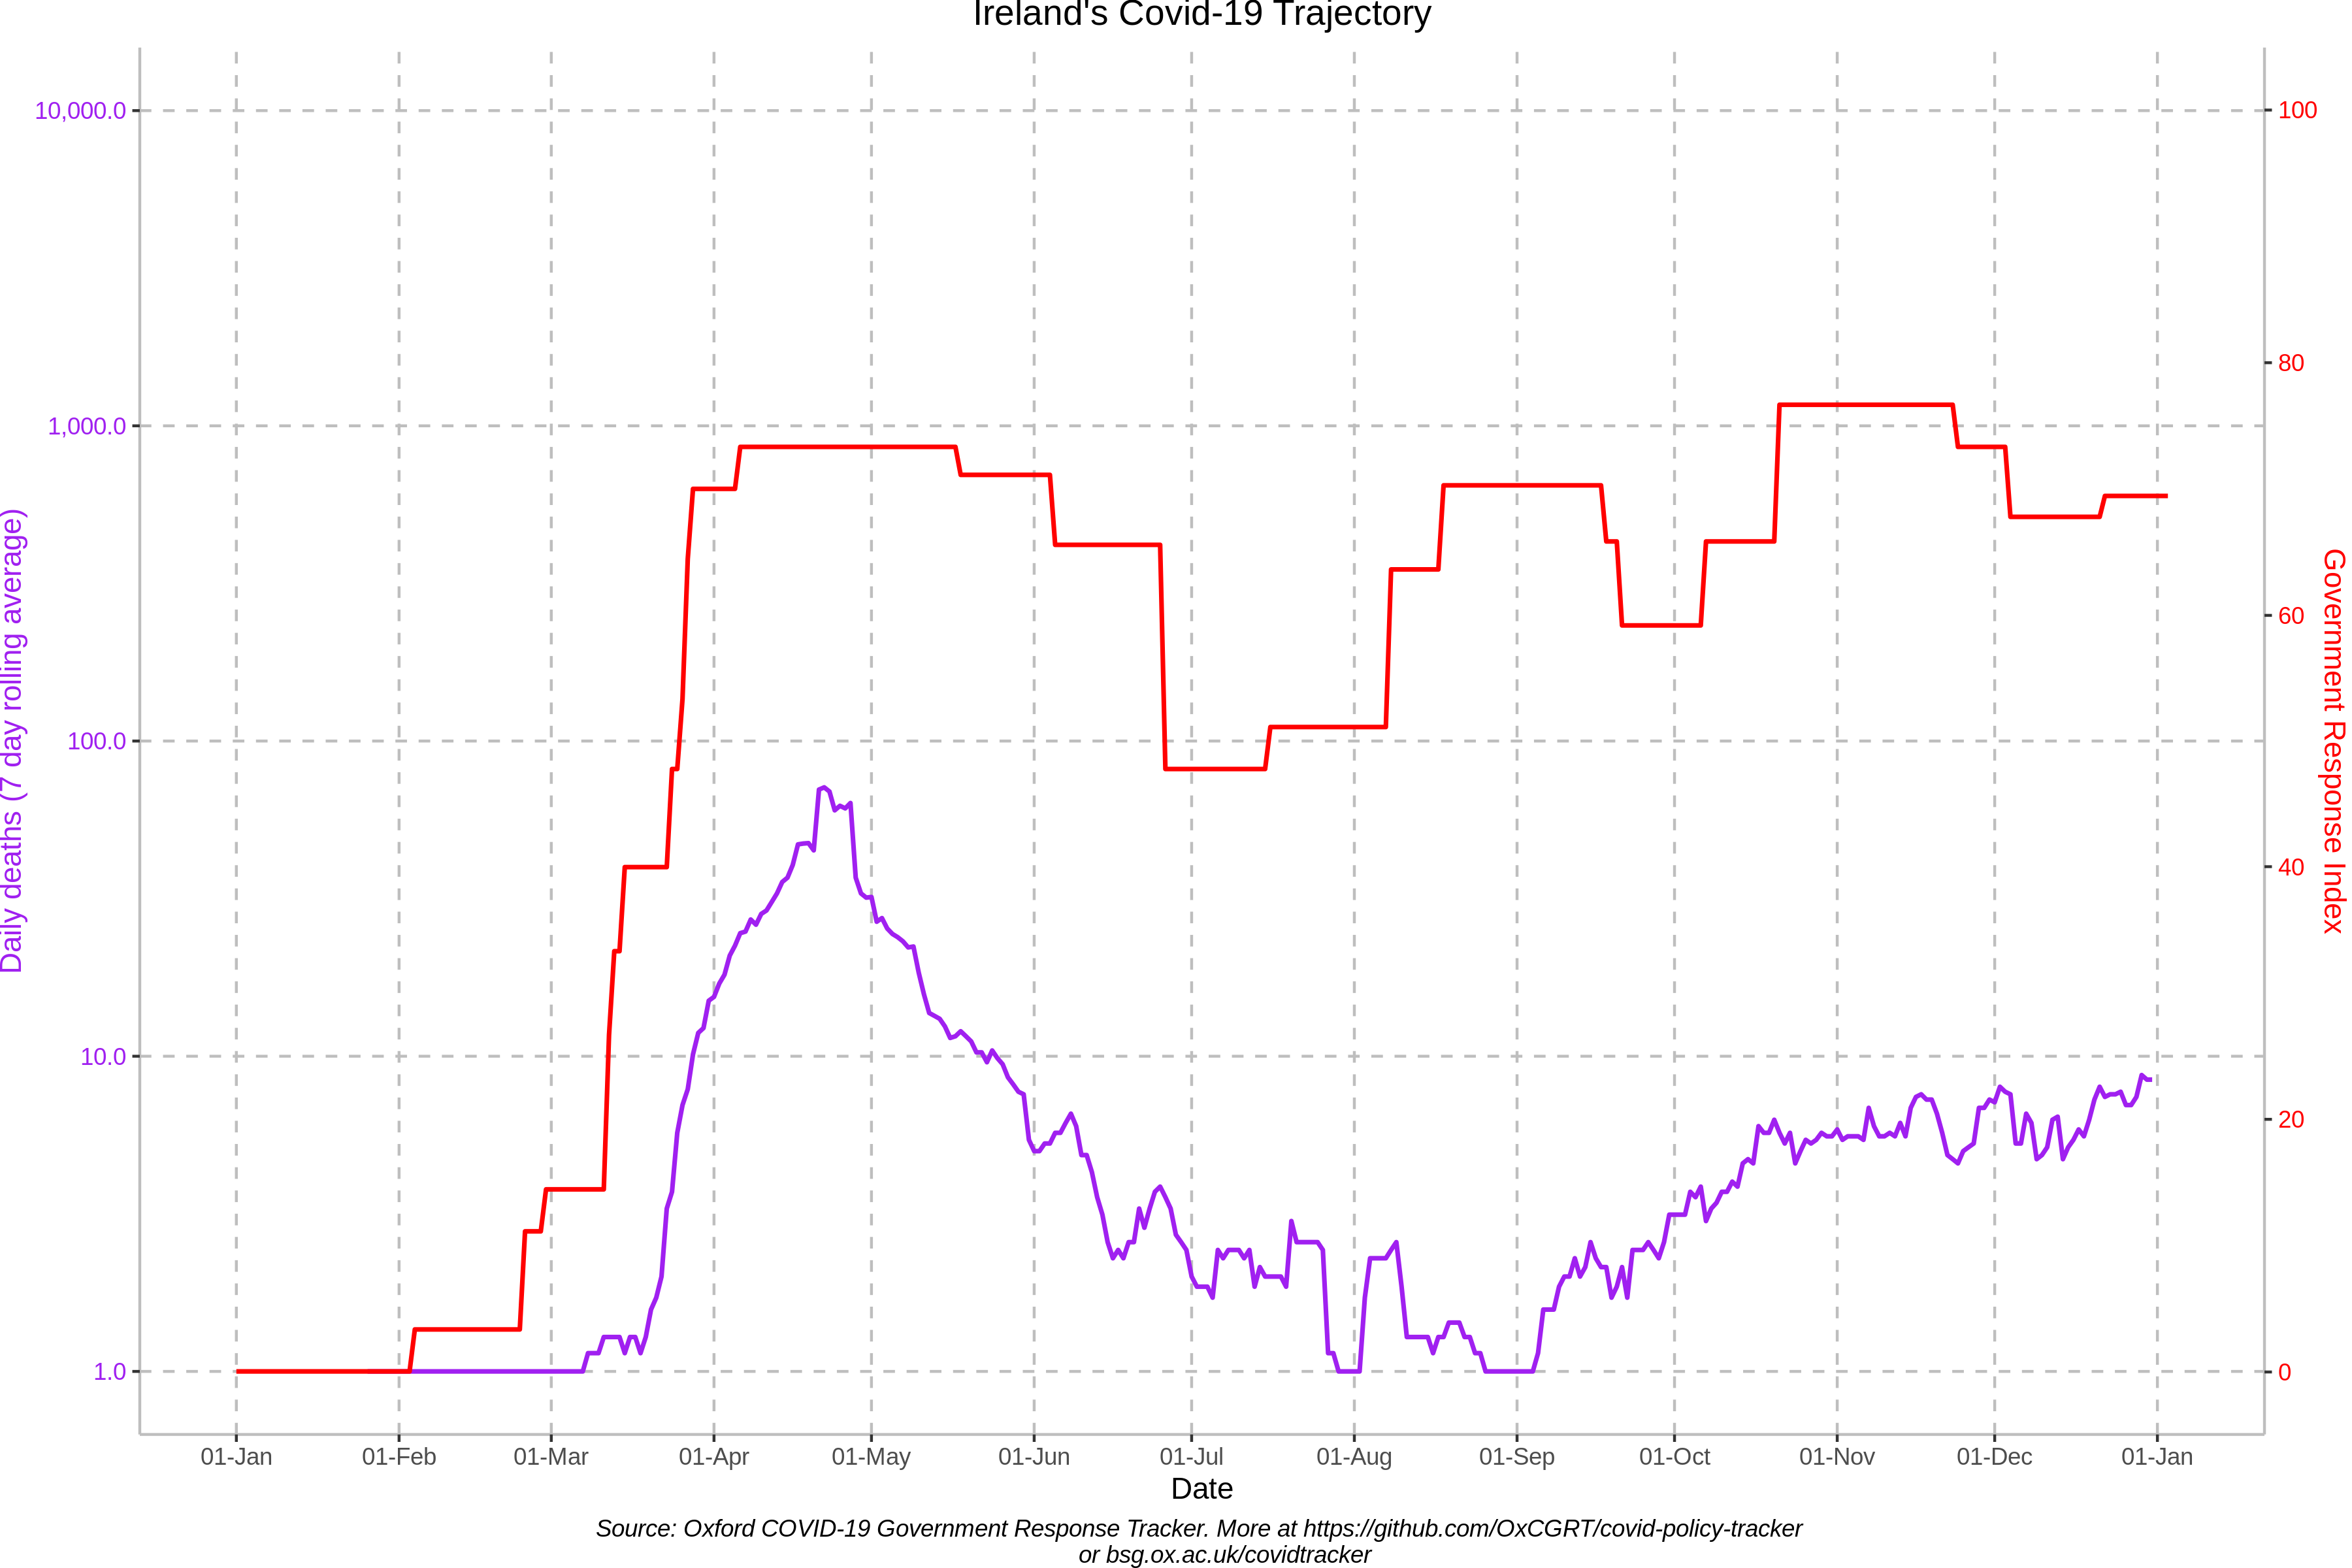 Ireland's Covid-19 Trajectory
10,000.0
1,000.0
100.0
10.0
1.0
Daily deaths (7 day rolling average)
100
80
60
40
20
0
Government Response Index
01-Jan
01-Feb
01-Mar
01-Apr
01-May
01-Jun
01-Jul
01-Aug
01-Sep
01-Oct
01-Nov
01-Dec
01-Jan
Date
Source: Oxford COVID-19 Government Response Tracker. More at https://github.com/OxCGRT/covid-policy-tracker
or bsg.ox.ac.uk/covidtracker